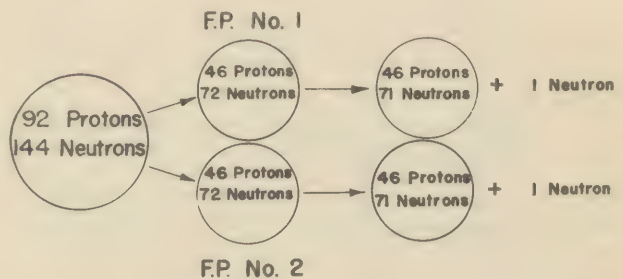 F.P. No. 1
92 Protons
144 Neutrons
46 Protons
72 Neutrons
46 Protons
71 Neutrons
+ 1 Neutron
46 Protons
72 Neutrons
46 Protons
71 Neutrons
+ 1 Neutron
F.P. No. 2